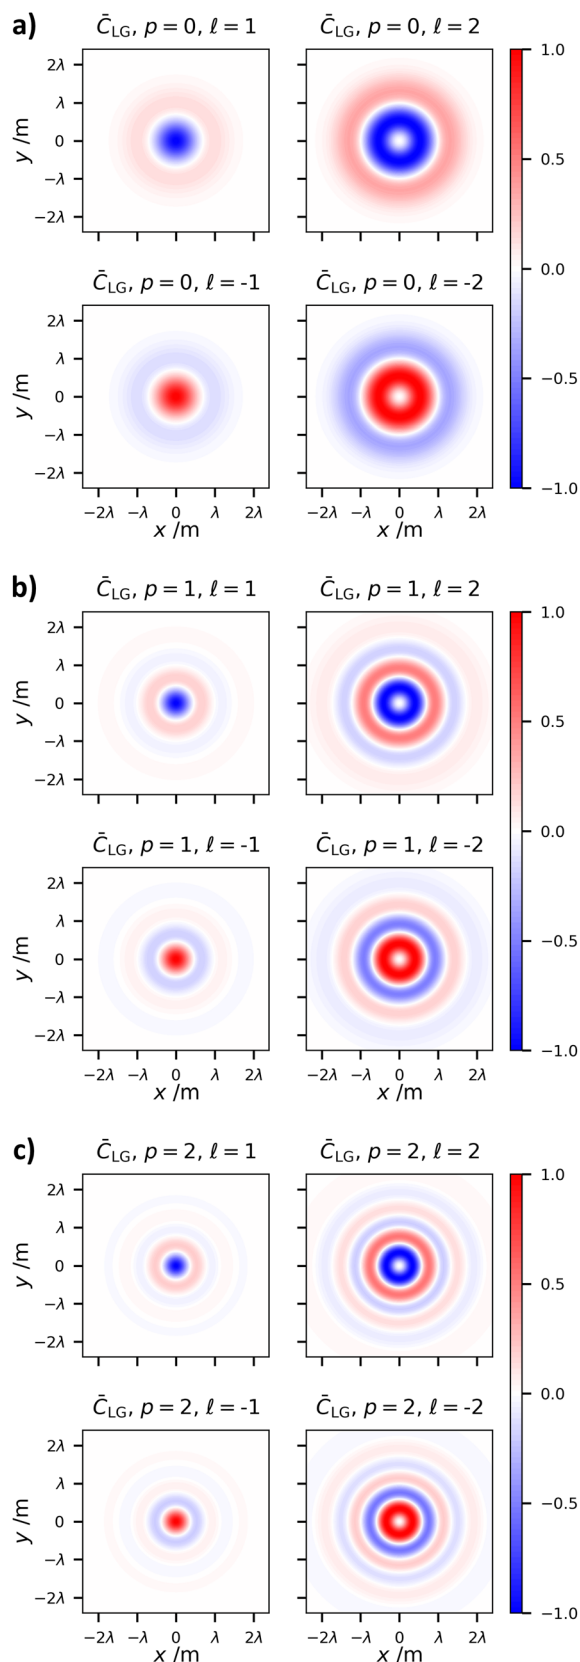 a)
C̄LG, p = 0, ℓ = 1 C̄LG, p = 0, ℓ = 2
2λ
λ
0
−λ
−2λ
y /m
C̄LG, p = 0, ℓ = -1 C̄LG, p = 0, ℓ = -2
2λ
λ
0
−λ
−2λ
y /m
−2λ −λ 0 λ 2λ −2λ −λ 0 λ 2λ
x /m x /m
1.0
0.5
0.0
−0.5
−1.0
b)
C̄LG, p = 1, ℓ = 1 C̄LG, p = 1, ℓ = 2
2λ
λ
0
−λ
−2λ
y /m
C̄LG, p = 1, ℓ = -1 C̄LG, p = 1, ℓ = -2
2λ
λ
0
−λ
−2λ
y /m
−2λ −λ 0 λ 2λ −2λ −λ 0 λ 2λ
x /m x /m
1.0
0.5
0.0
−0.5
−1.0
c)
C̄LG, p = 2, ℓ = 1 C̄LG, p = 2, ℓ = 2
2λ
λ
0
−λ
−2λ
y /m
C̄LG, p = 2, ℓ = -1 C̄LG, p = 2, ℓ = -2
2λ
λ
0
−λ
−2λ
y /m
−2λ −λ 0 λ 2λ −2λ −λ 0 λ 2λ
x /m x /m
1.0
0.5
0.0
−0.5
−1.0